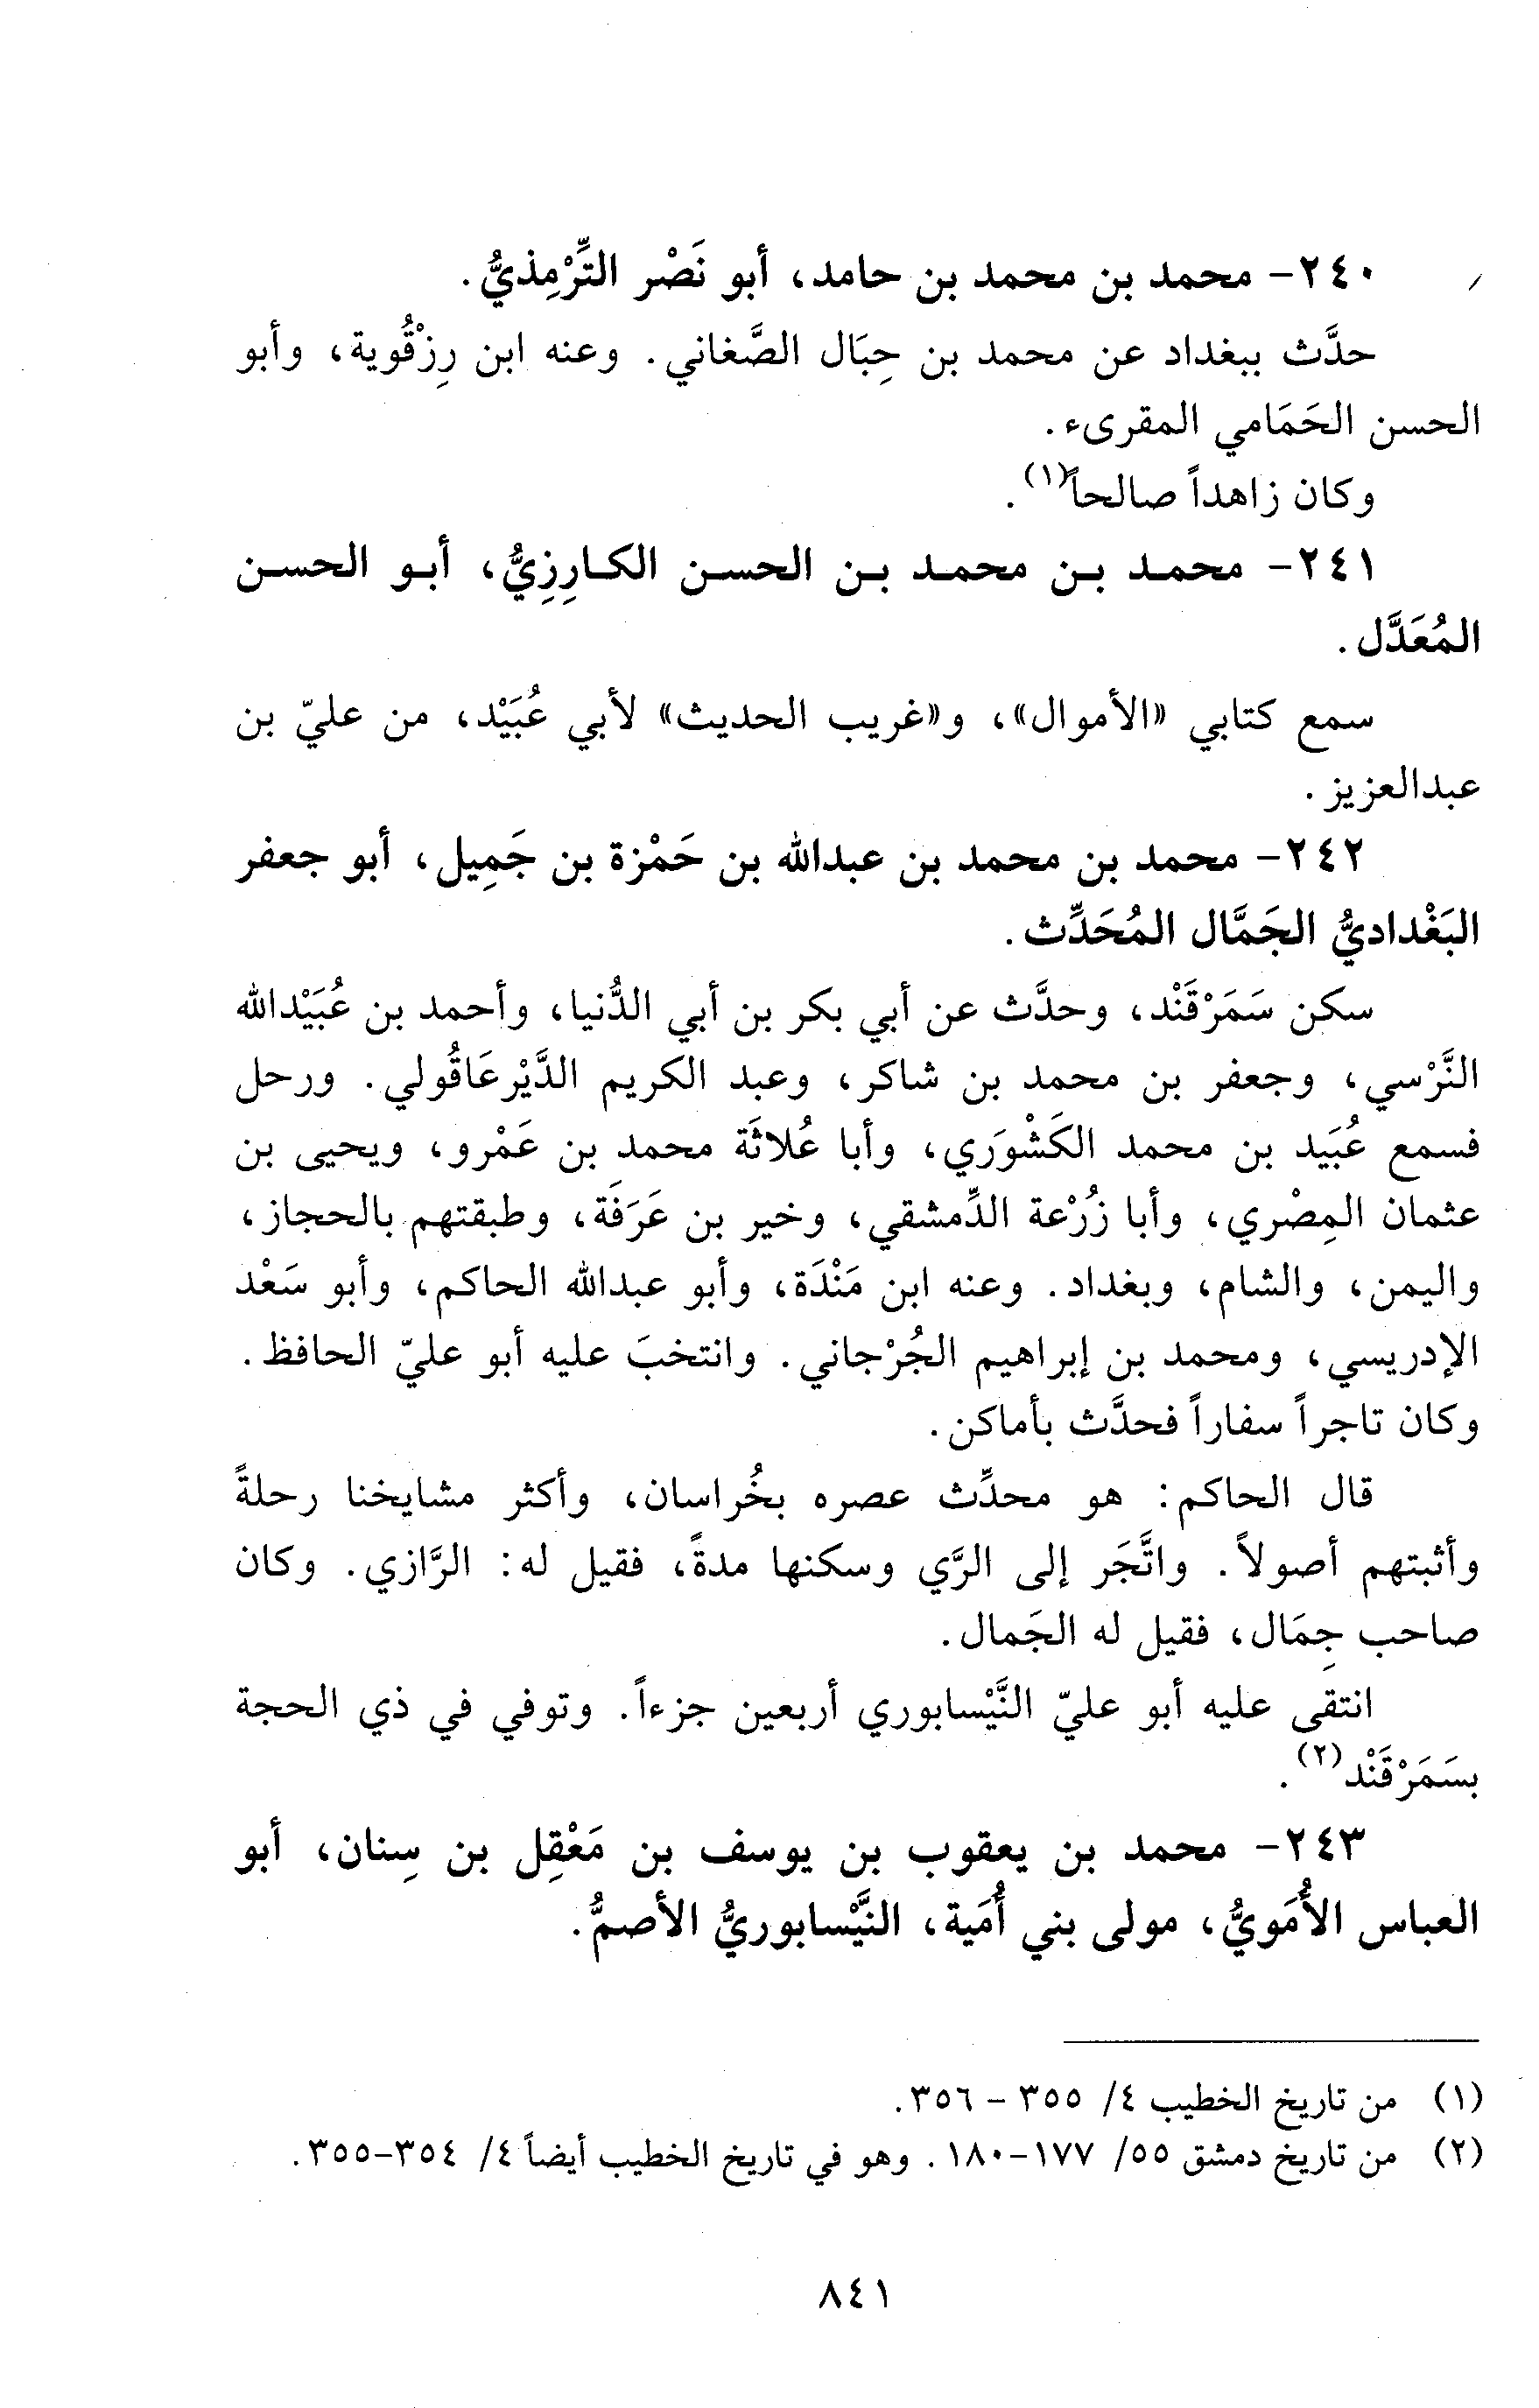 ٢٤٠- محمد بن محمد بن حامد، أبو نَصْر التِّرْمِذيُّ.
حدَّث ببغداد عن محمد بن حِبَال الصَّغاني. وعنه ابن رِزْقُوية، وأبو
الحسن الحَمَامي المقرىء.
وكان زاهداً صالحاً(١).
٢٤١- محمد بن محمد بن الحسن الكارِزِيُّ، أبو الحسن
المُعَدَّل.
سمع كتابي «الأموال»، و«غريب الحديث» لأبي عُبَيْد، من عليّ بن
عبدالعزيز.
٢٤٢- محمد بن محمد بن عبدالله بن حَمْزة بن جَمِيل، أبو جعفر
البَغْداديُّ الجَمَّال المُحَدِّث.
سكن سَمَرْقَنْد، وحدَّث عن أبي بكر بن أبي الدُّنيا، وأحمد بن عُبَيْدالله
النَّرْسي، وجعفر بن محمد بن شاكر، وعبد الكريم الدَّيْرعَاقُولي. ورحل
فسمع عُبَيد بن محمد الكَشْوَري، وأبا عُلاثَة محمد بن عَمْرو، ويحيى بن
عثمان المِصْري، وأبا زُرْعة الدِّمشقي، وخير بن عَرَفَة، وطبقتهم بالحجاز،
واليمن، والشام، وبغداد. وعنه ابن مَنْدَة، وأبو عبدالله الحاكم، وأبو سَعْد
الإدريسي، ومحمد بن إبراهيم الجُرْجاني. وانتخبَ عليه أبو عليّ الحافظ.
وكان تاجراً سفاراً فحدَّث بأماكن.
قال الحاكم: هو محدِّث عصره بخُراسان، وأكثر مشايخنا رحلةً
وأثبتهم أصولاً. واتَّجَر إلى الرَّي وسكنها مدةً، فقيل له: الرَّازي. وكان
صاحب جِمَال، فقيل له الجَمال.
انتقى عليه أبو عليّ النَّيْسابوري أربعين جزءاً. وتوفي في ذي الحجة
بسَمَرْقَنْد(٢).
٢٤٣- محمد بن يعقوب بن يوسف بن مَعْقِل بن سِنان، أبو
العباس الأُمَويُّ، مولى بني أُمَية، النَّيْسابوريُّ الأصمُّ.
(١) من تاريخ الخطيب ٤/ ٣٥٥ - ٣٥٦.
(٢) من تاريخ دمشق ٥٥/ ١٧٧-١٨٠. وهو في تاريخ الخطيب أيضاً ٤/ ٣٥٤-٣٥٥.
٨٤١